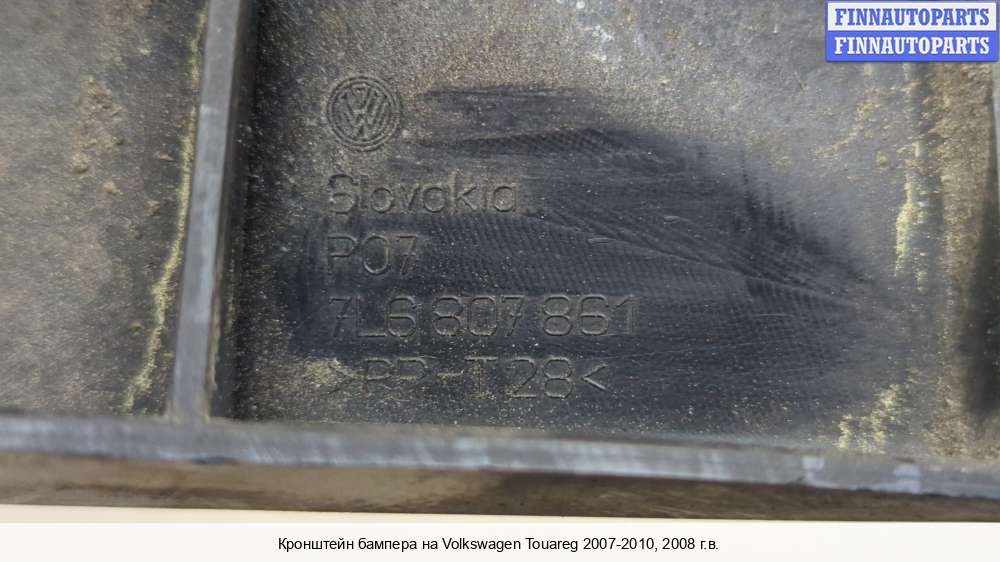 FINNAUTOPARTS
FINNAUTOPARTS
VW
Slovakia
P07
7L6 807 861
>PP-T28<
Кронштейн бампера на Volkswagen Touareg 2007-2010, 2008 г.в.